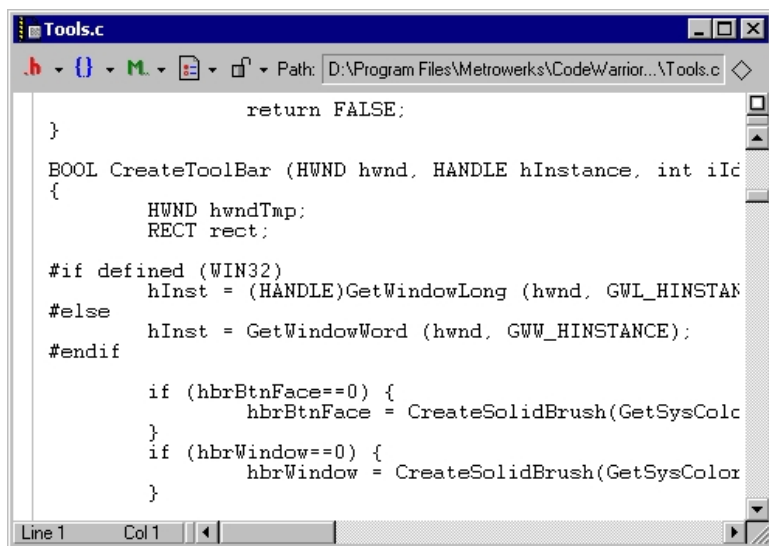 Tools.c
.h {} M. Path: D:\Program Files\Metrowerks\CodeWarrior...\Tools.c
return FALSE;
}
BOOL CreateToolBar (HWND hwnd, HANDLE hInstance, int iId
{
HWND hwndTmp;
RECT rect;
#if defined (WIN32)
hInst = (HANDLE)GetWindowLong (hwnd, GWL_HINSTAN
#else
hInst = GetWindowWord (hwnd, GWW_HINSTANCE);
#endif
if (hbrBtnFace==0) {
hbrBtnFace = CreateSolidBrush(GetSysColo
}
if (hbrWindow==0) {
hbrWindow = CreateSolidBrush(GetSysColor
}
Line 1 Col 1